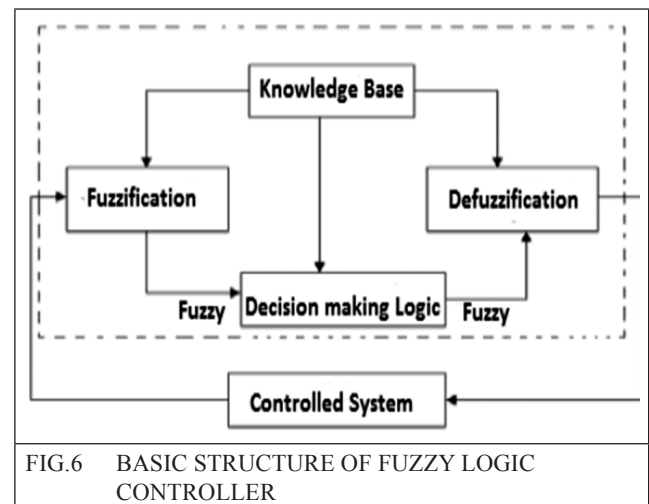 Knowledge Base
Fuzzification
Defuzzification
Fuzzy
Decision making Logic
Fuzzy
Controlled System
FIG.6 BASIC STRUCTURE OF FUZZY LOGIC
CONTROLLER